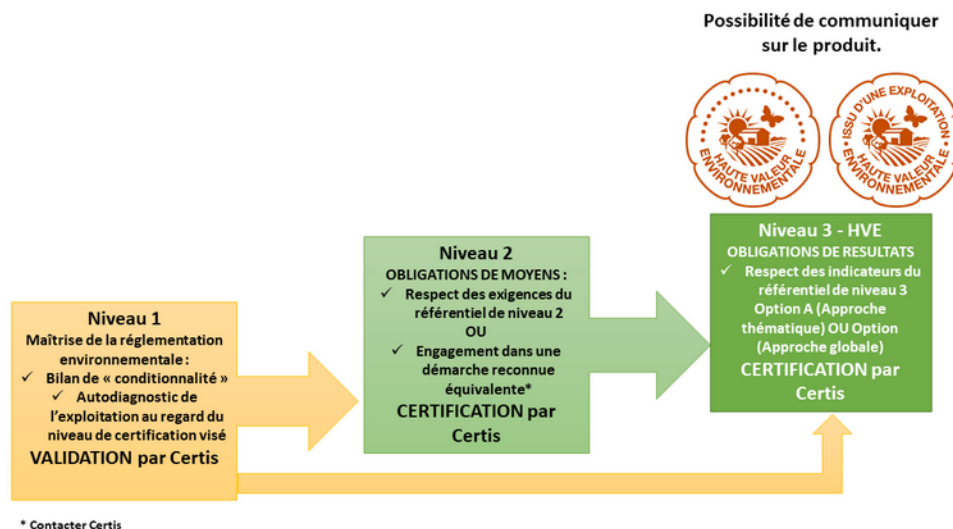 Possibilité de communiquer
sur le produit.
HAUTE VALEUR
ENVIRONNEMENTALE
ISSU D'UNE EXPLOITATION
HAUTE VALEUR
ENVIRONNEMENTALE
Niveau 1
Maîtrise de la réglementation
environnementale :
✓ Bilan de « conditionnalité »
✓ Autodiagnostic de
l'exploitation au regard du
niveau de certification visé
VALIDATION par Certis
Niveau 2
OBLIGATIONS DE MOYENS :
✓ Respect des exigences du
référentiel de niveau 2
OU
✓ Engagement dans une
démarche reconnue
équivalente*
CERTIFICATION par
Certis
Niveau 3 - HVE
OBLIGATIONS DE RESULTATS
✓ Respect des indicateurs du
référentiel de niveau 3
Option A (Approche
thématique) OU Option
(Approche globale)
CERTIFICATION par
Certis
* Contacter Certis